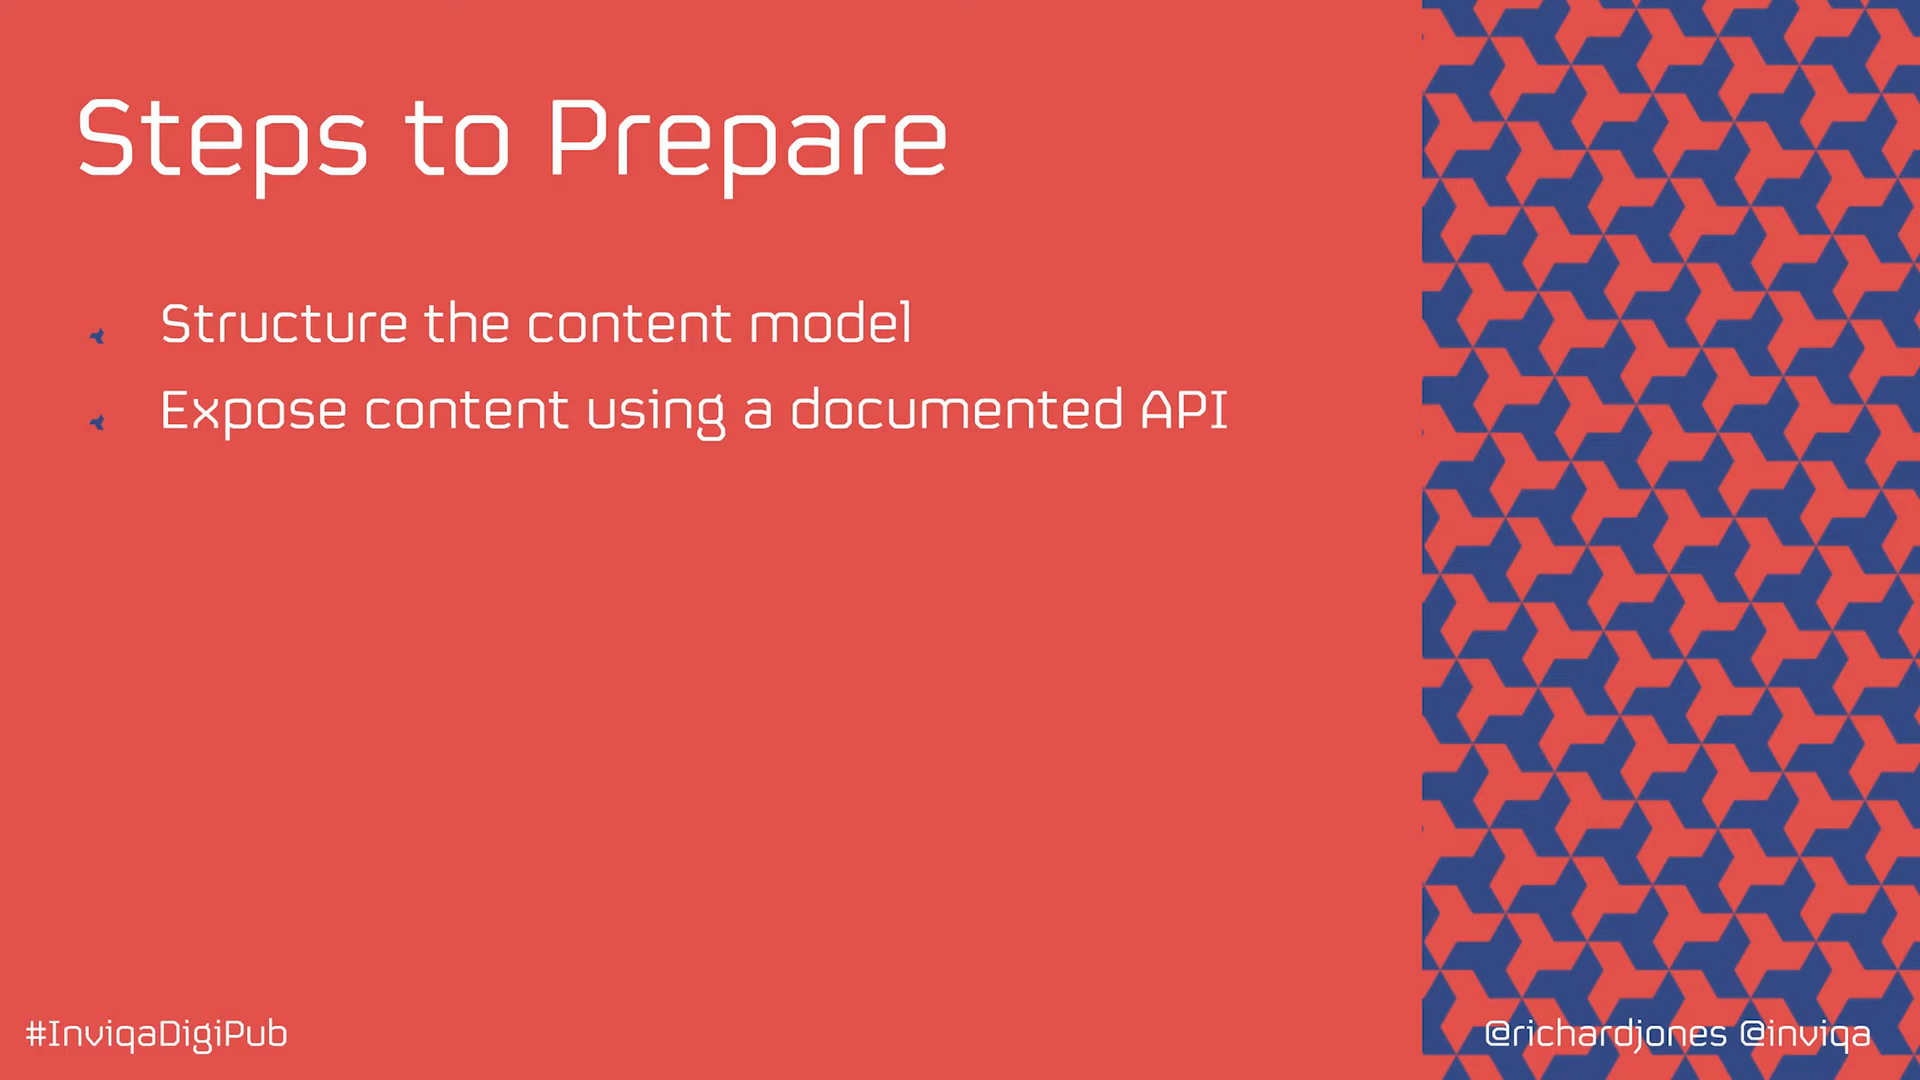 Steps to Prepare
Structure the content model
Expose content using a documented API
#InviqaDigiPub
@richardjones @inviqa